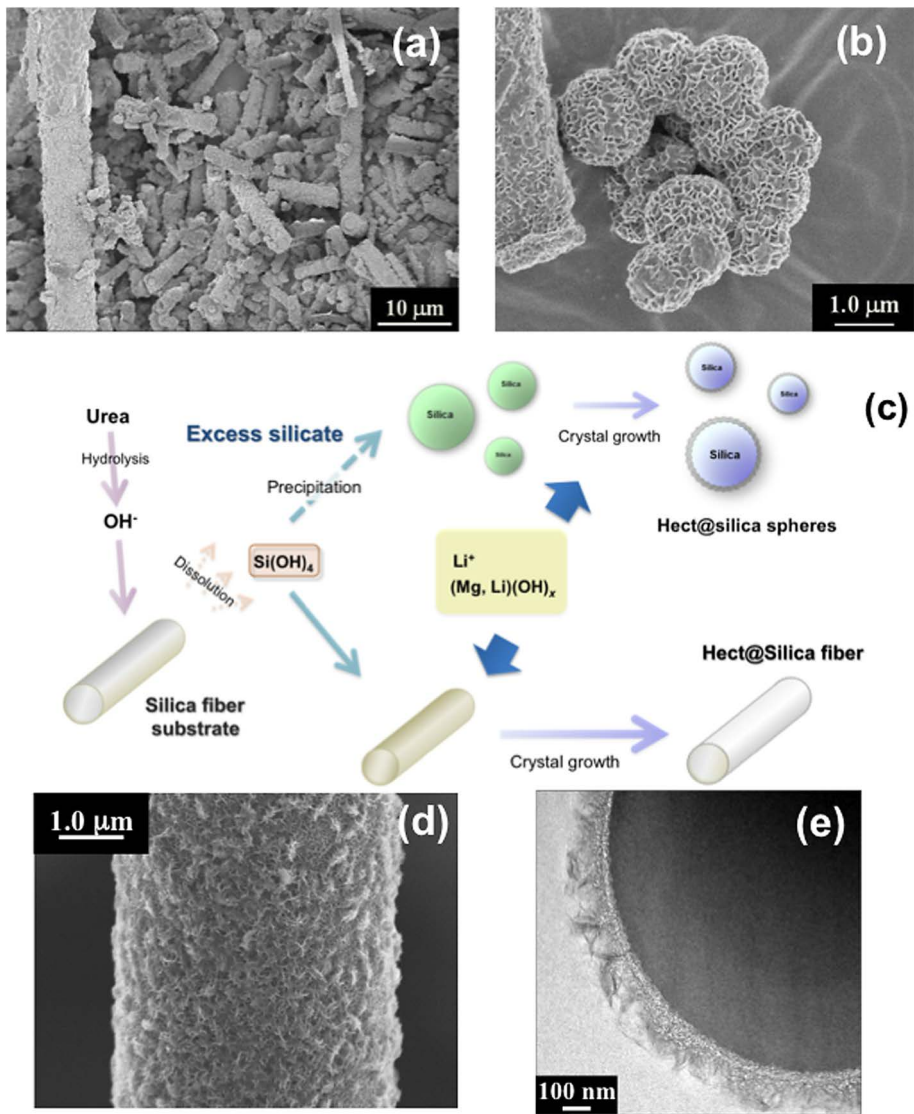 (a)
10 μm
(b)
1.0 μm
(c)
Urea
Hydrolysis
OH-
Dissolution
Silica fiber
substrate
Excess silicate
Precipitation
Si(OH)4
Silica
Silica
Silica
Crystal growth
Silica
Silica
Silica
Hect@silica spheres
Li+
(Mg, Li)(OH)x
Crystal growth
Hect@Silica fiber
1.0 μm
(d)
(e)
100 nm